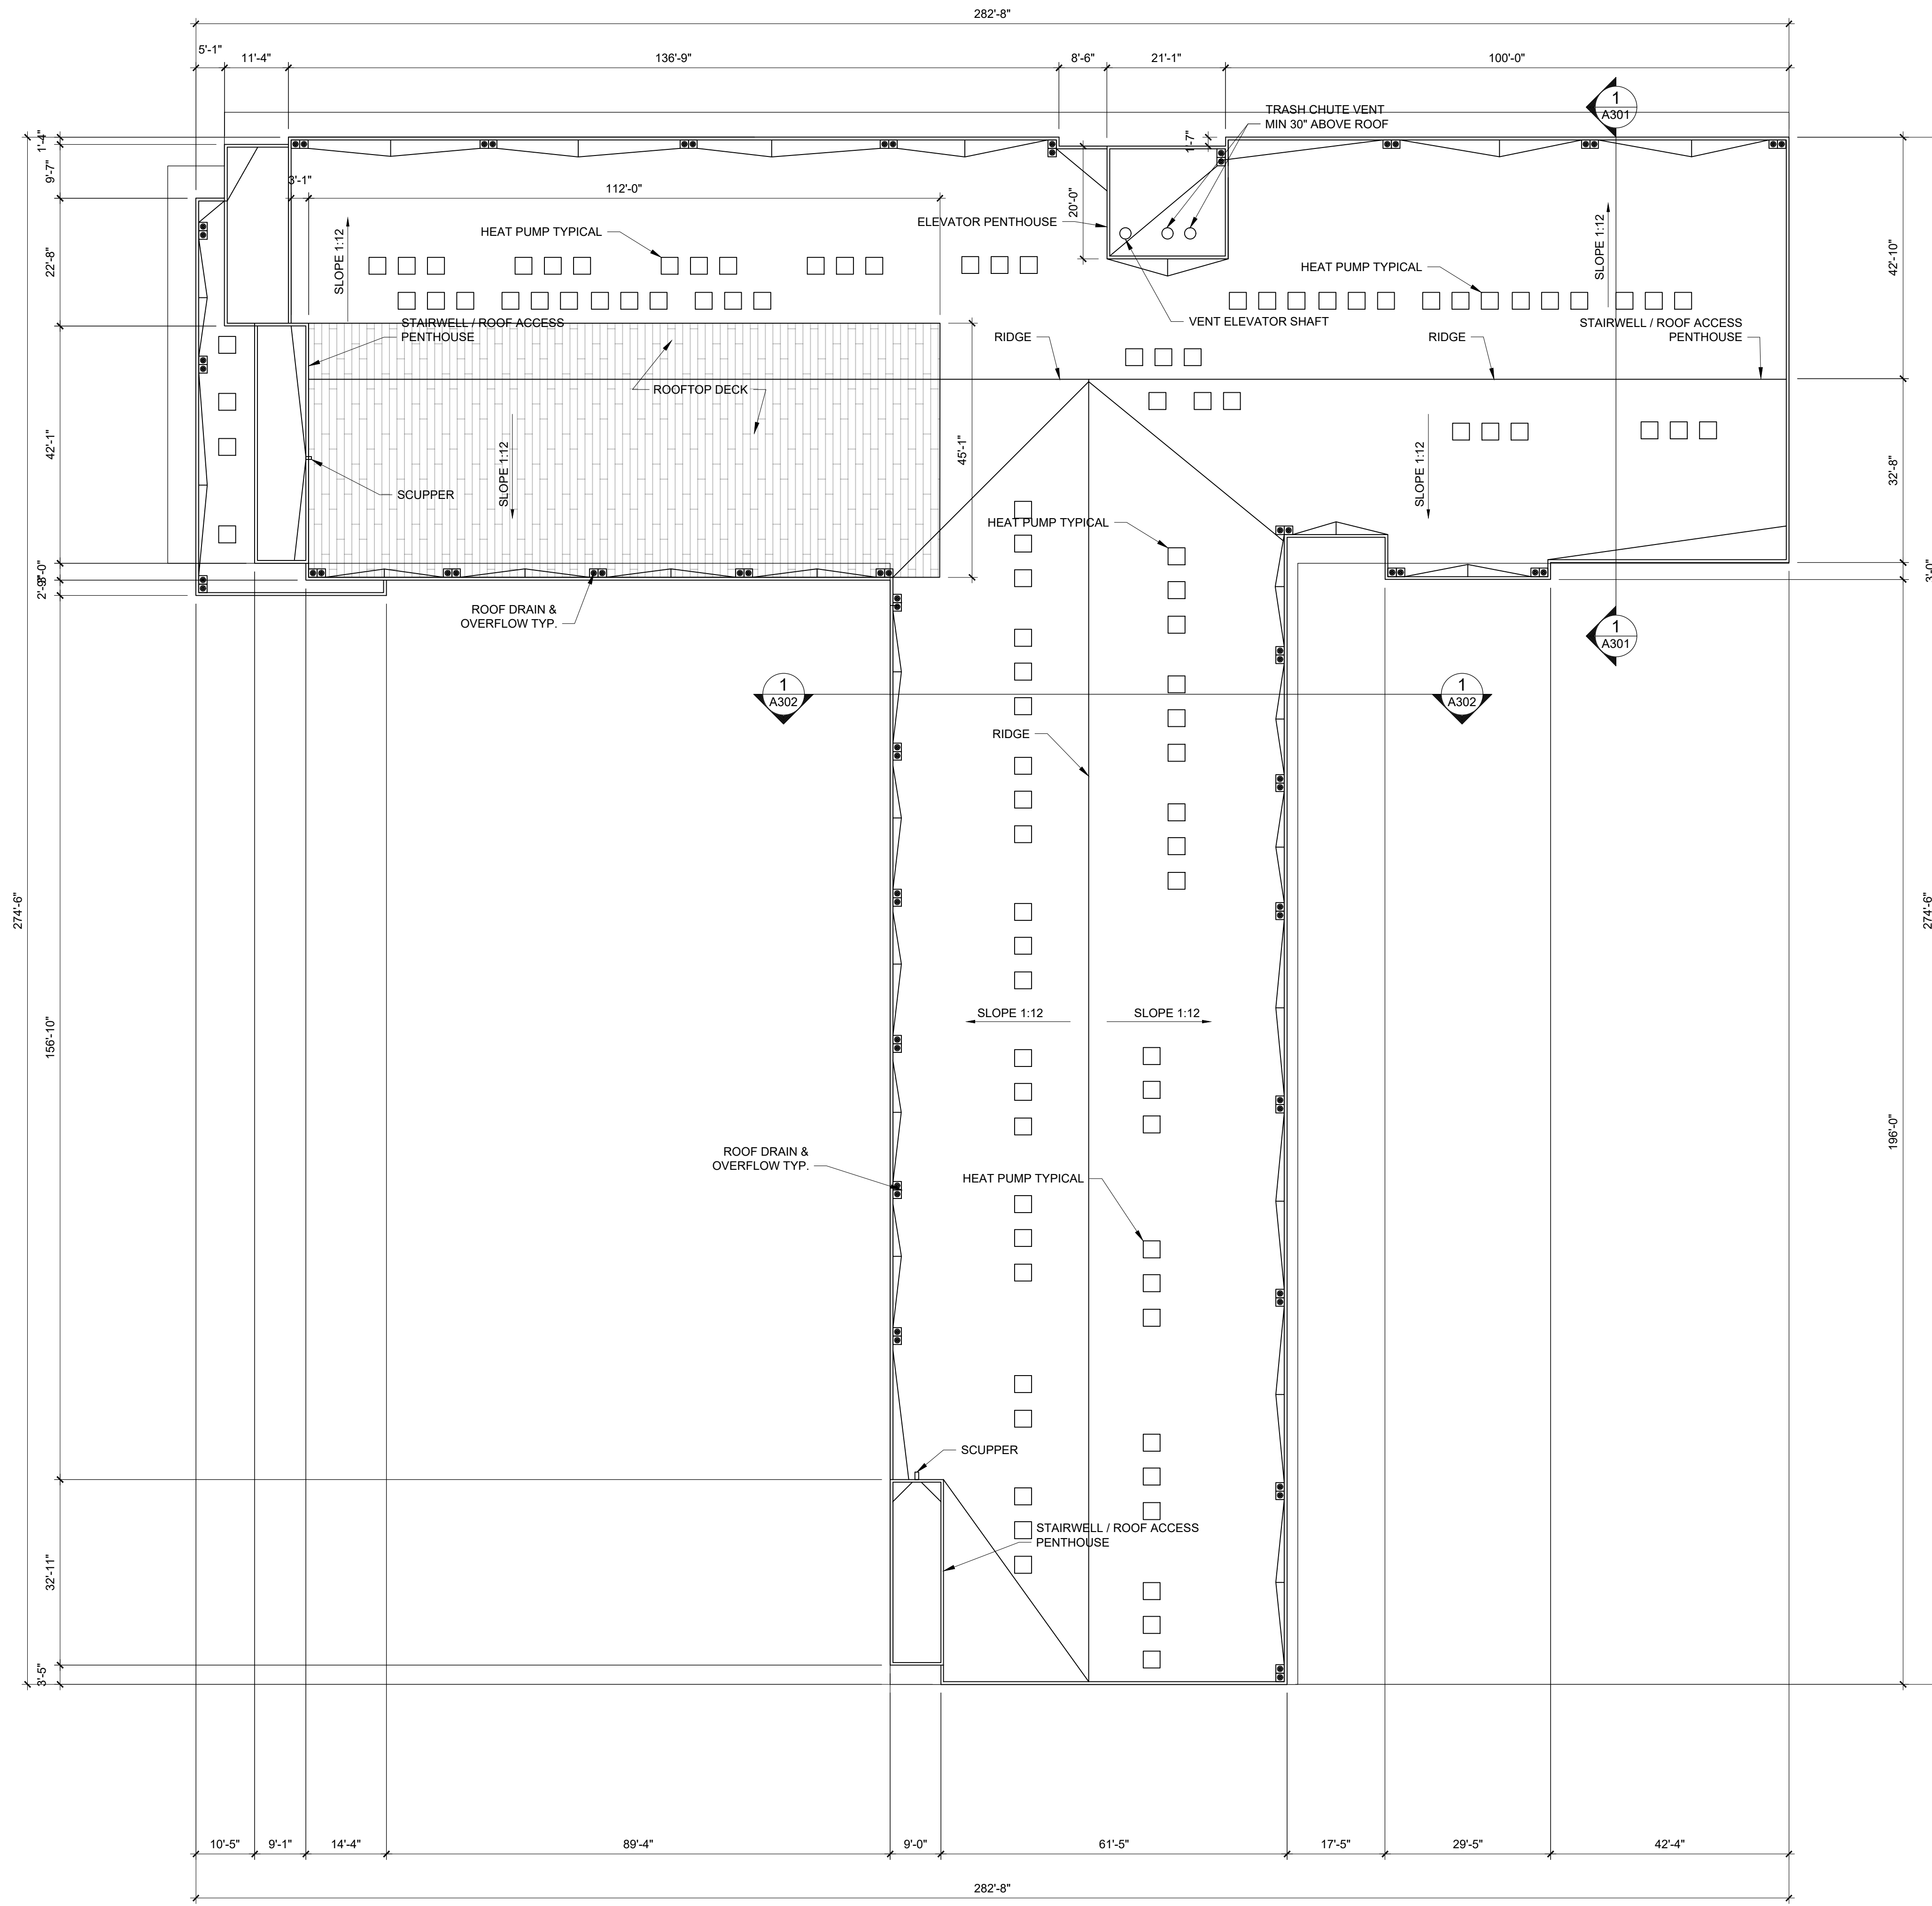 282'-8"
5'-1"
11'-4"
136'-9"
8'-6"
21'-1"
100'-0"
1
A301
TRASH CHUTE VENT
MIN 30" ABOVE ROOF
1'-4"
9'-7"
1'-7"
3'-1"
112'-0"
20'-0"
ELEVATOR PENTHOUSE
HEAT PUMP TYPICAL
SLOPE 1:12
SLOPE 1:12
22'-8"
42'-10"
HEAT PUMP TYPICAL
VENT ELEVATOR SHAFT
STAIRWELL / ROOF ACCESS
PENTHOUSE
RIDGE
RIDGE
STAIRWELL / ROOF ACCESS
PENTHOUSE
ROOFTOP DECK
42'-1"
SLOPE 1:12
45'-1"
SLOPE 1:12
32'-8"
SCUPPER
HEAT PUMP TYPICAL
3'-0"
2'-9"
3'-0"
ROOF DRAIN &
OVERFLOW TYP.
1
A301
1
A302
1
A302
RIDGE
274'-6"
274'-6"
156'-10"
SLOPE 1:12
SLOPE 1:12
196'-0"
ROOF DRAIN &
OVERFLOW TYP.
HEAT PUMP TYPICAL
SCUPPER
STAIRWELL / ROOF ACCESS
PENTHOUSE
32'-11"
3'-5"
10'-5"
9'-1"
14'-4"
89'-4"
9'-0"
61'-5"
17'-5"
29'-5"
42'-4"
282'-8"